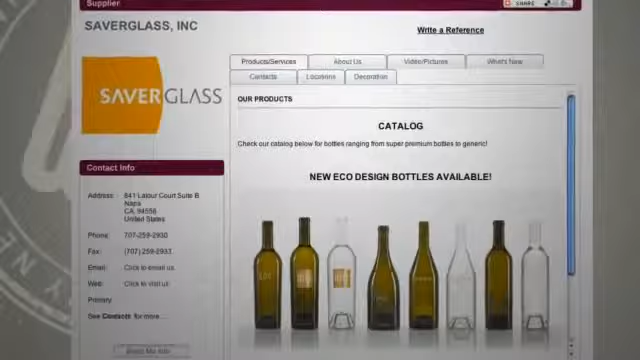 Supplier
SHARE
SAVERGLASS, INC
Write a Reference
Products/Services
About Us
Video/Pictures
What's New
Contacts
Locations
Decoration
SAVERGLASS
OUR PRODUCTS
CATALOG
Check our catalog below for bottles ranging from super premium bottles to generic!
NEW ECO DESIGN BOTTLES AVAILABLE!
Contact Info
Address: 841 Latour Court Suite B
Napa
CA, 94558
United States
Phone: 707-259-2930
Fax: (707) 259-2933
Email: Click to email us
Web: Click to visit us
Primary
See Contacts for more...